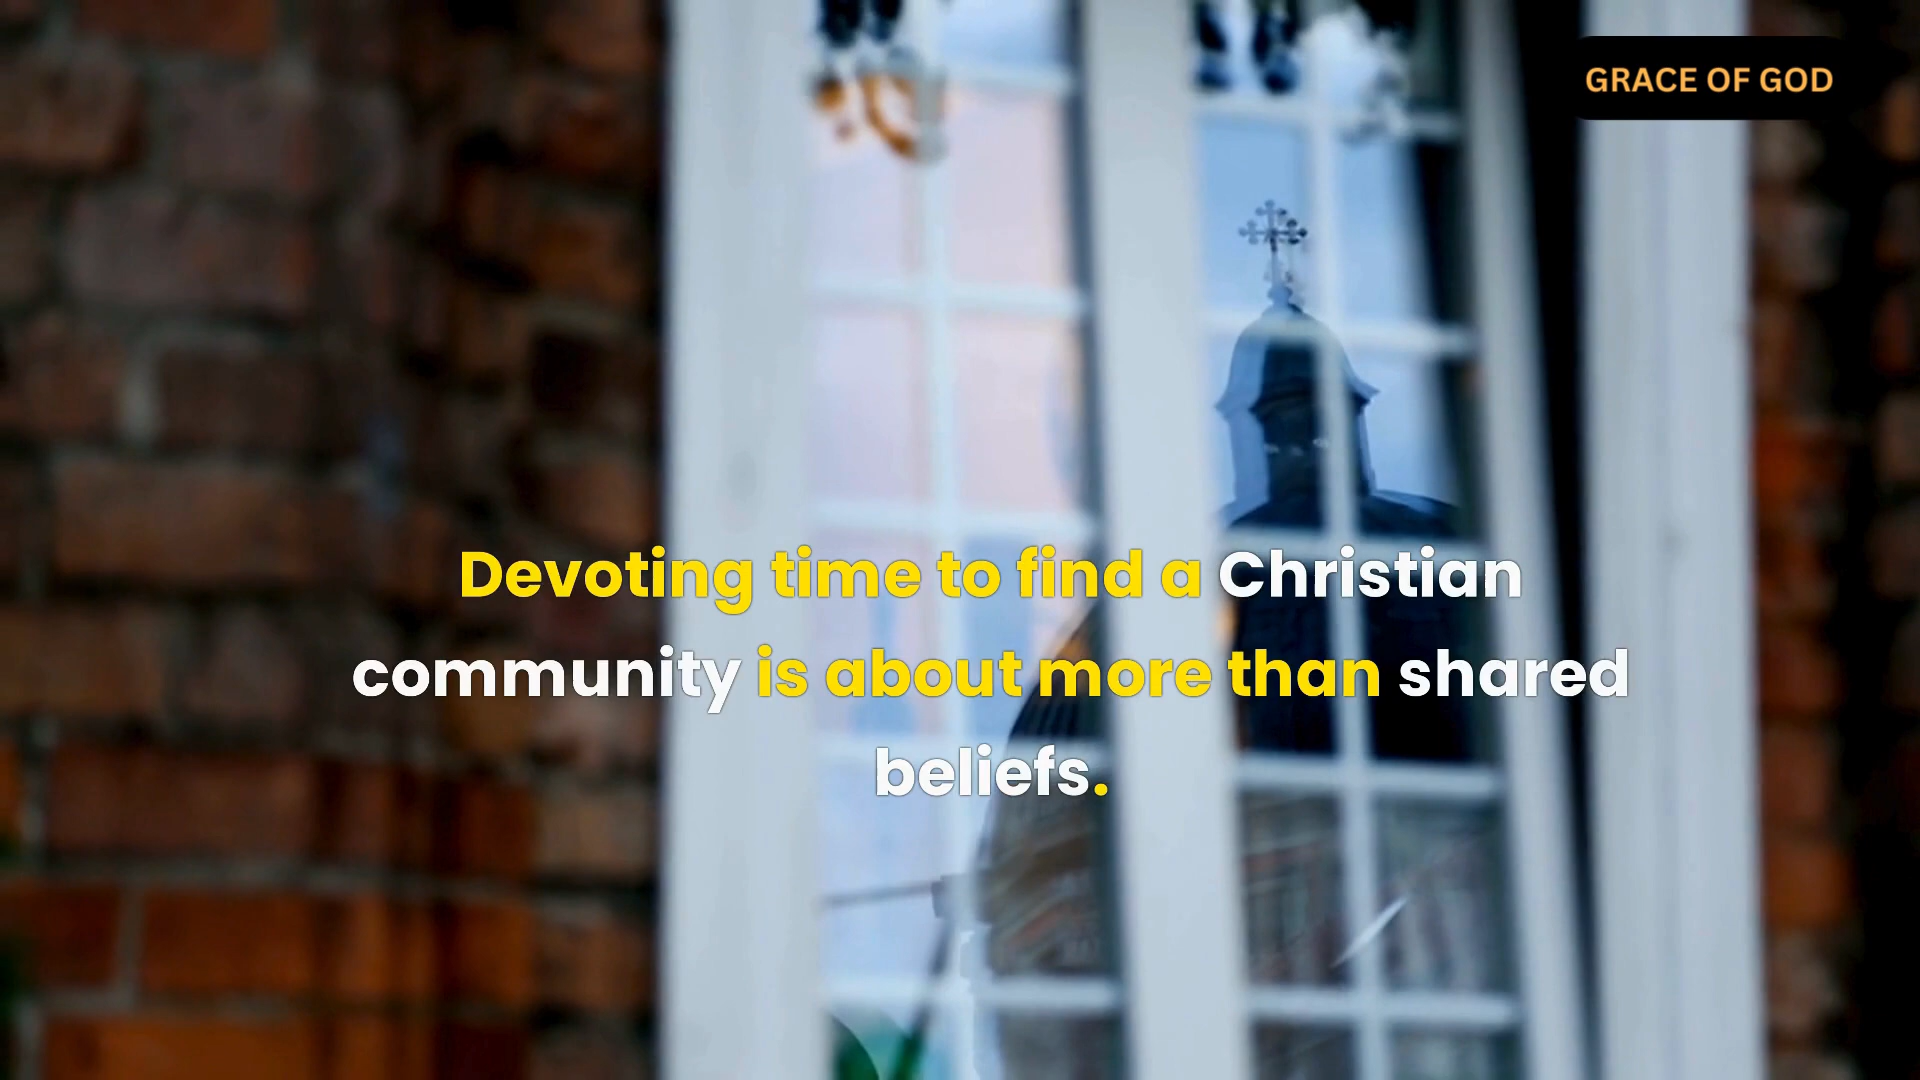 GRACE OF GOD
Devoting time to find a Christian
community is about more than shared
beliefs.